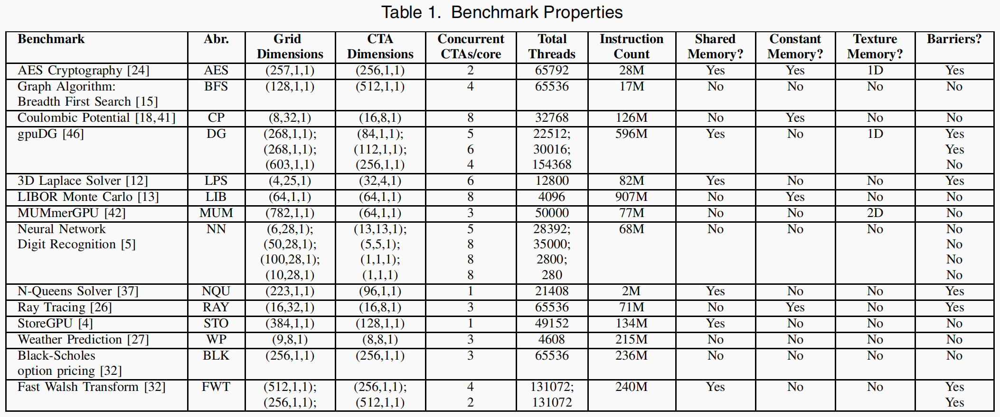 Table 1. Benchmark Properties
Benchmark Abr. Grid CTA Concurrent Total Instruction Shared Constant Texture Barriers?
Dimensions Dimensions CTAs/core Threads Count Memory? Memory? Memory?
AES Cryptography [24] AES (257,1,1) (256,1,1) 2 65792 28M Yes Yes 1D Yes
Graph Algorithm: BFS (128,1,1) (512,1,1) 4 65536 17M No No No No
Breadth First Search [15]
Coulombic Potential [18,41] CP (8,32,1) (16,8,1) 8 32768 126M No Yes No No
gpuDG [46] DG (268,1,1); (84,1,1); 5 22512; 596M Yes No 1D Yes
(268,1,1); (112,1,1); 6 30016; Yes
(603,1,1) (256,1,1) 4 154368 No
3D Laplace Solver [12] LPS (4,25,1) (32,4,1) 6 12800 82M Yes No No Yes
LIBOR Monte Carlo [13] LIB (64,1,1) (64,1,1) 8 4096 907M No Yes No No
MUMmerGPU [42] MUM (782,1,1) (64,1,1) 3 50000 77M No No 2D No
Neural Network NN (6,28,1); (13,13,1); 5 28392; 68M No No No No
Digit Recognition [5] (50,28,1); (5,5,1); 8 35000; No
(100,28,1); (1,1,1); 8 2800; No
(10,28,1) (1,1,1) 8 280 No
N-Queens Solver [37] NQU (223,1,1) (96,1,1) 1 21408 2M Yes No No Yes
Ray Tracing [26] RAY (16,32,1) (16,8,1) 3 65536 71M No Yes No Yes
StoreGPU [4] STO (384,1,1) (128,1,1) 1 49152 134M Yes No No No
Weather Prediction [27] WP (9,8,1) (8,8,1) 3 4608 215M No No No No
Black-Scholes BLK (256,1,1) (256,1,1) 3 65536 236M No No No No
option pricing [32]
Fast Walsh Transform [32] FWT (512,1,1); (256,1,1); 4 131072; 240M Yes No No Yes
(256,1,1); (512,1,1) 2 131072 Yes